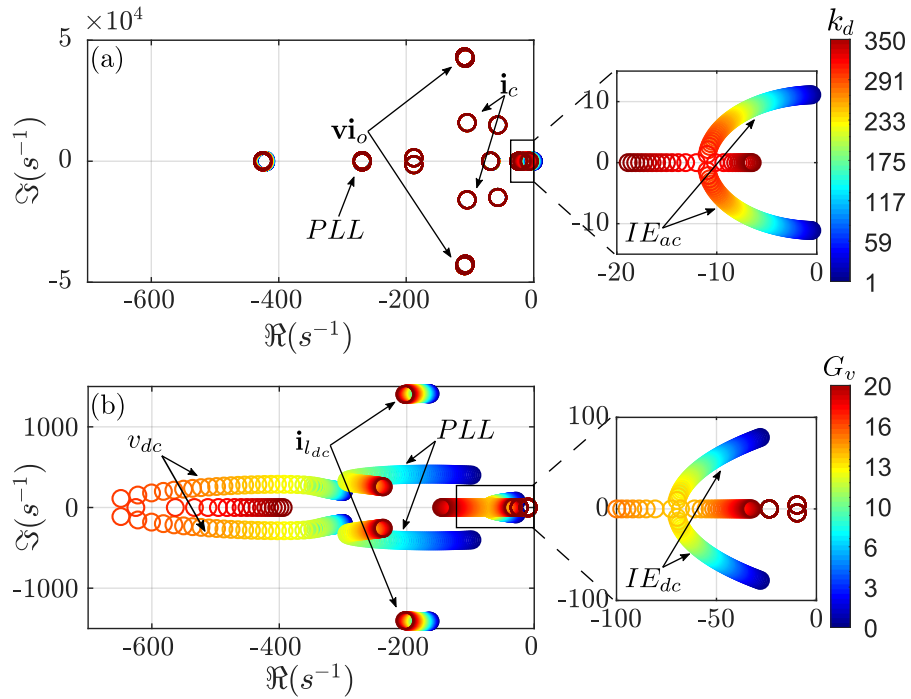 ×10⁴
5
0
-5
ℑ(s⁻¹)
(a)
vi_o
i_c
PLL
-600
-400
-200
0
ℜ(s⁻¹)
10
0
-10
IE_ac
-20
-10
0
k_d
350
291
233
175
117
59
1
1000
0
-1000
ℑ(s⁻¹)
(b)
v_dc
i_l_dc
PLL
-600
-400
-200
0
ℜ(s⁻¹)
100
0
-100
IE_dc
-100
-50
0
G_v
20
16
13
10
6
3
0